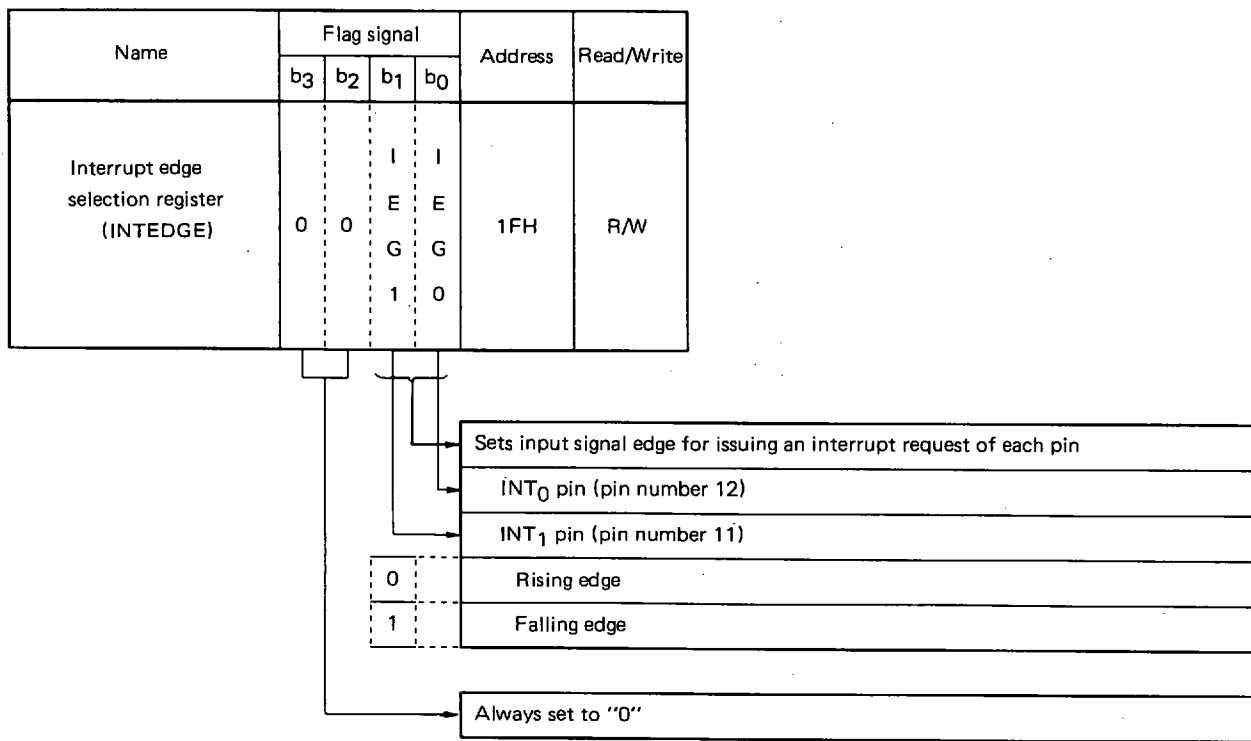 Name
Flag signal
Address
Read/Write
b3 b2 b1 b0
Interrupt edge
selection register
(INTEDGE)
0
0
I
E
G
1
I
E
G
0
1FH
R/W
Sets input signal edge for issuing an interrupt request of each pin
INT0 pin (pin number 12)
INT1 pin (pin number 11)
0 Rising edge
1 Falling edge
Always set to "0"